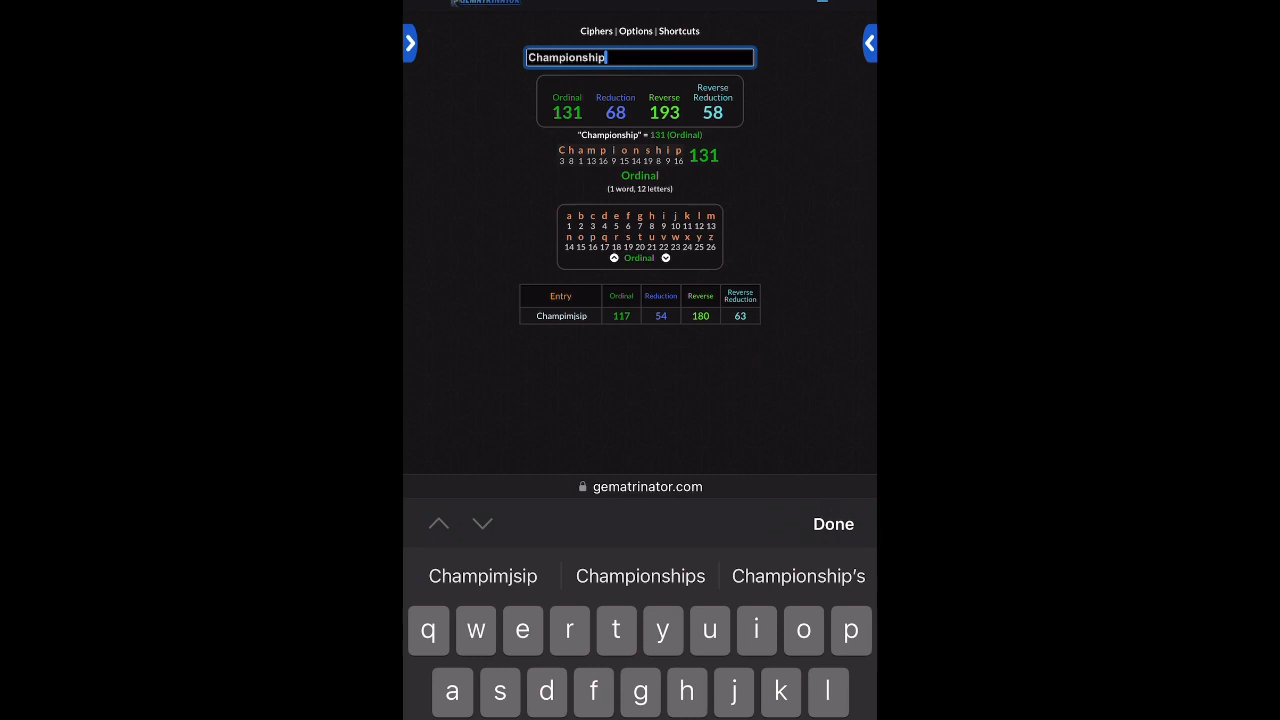 GEMATRINATOR
Ciphers | Options | Shortcuts
Championship
Ordinal Reduction Reverse Reverse Reduction
131 68 193 58
"Championship" = 131 (Ordinal)
C h a m p i o n s h i p 131
3 8 1 13 16 9 15 14 19 8 9 16
Ordinal
(1 word, 12 letters)
a b c d e f g h i j k l m
1 2 3 4 5 6 7 8 9 10 11 12 13
n o p q r s t u v w x y z
14 15 16 17 18 19 20 21 22 23 24 25 26
Ordinal
Entry Ordinal Reduction Reverse Reverse Reduction
Champimjsip 117 54 180 63
gematrinator.com
Done
Champimjsip Championships Championship's
q w e r t y u i o p
a s d f g h j k l